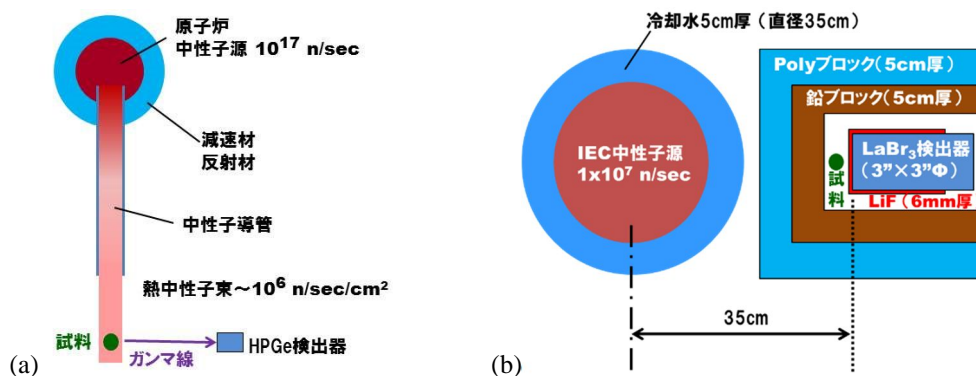 原子炉
中性子源 10¹⁷ n/sec
減速材
反射材
中性子導管
熱中性子束～10⁶ n/sec/cm²
試料
ガンマ線
HPGe検出器
(a)
冷却水5cm厚（直径35cm）
Polyブロック（5cm厚）
鉛ブロック（5cm厚）
IEC中性子源
1x10⁷ n/sec
LaBr₃検出器
（3”×3”Φ）
試料
LiF（6mm厚
35cm
(b)